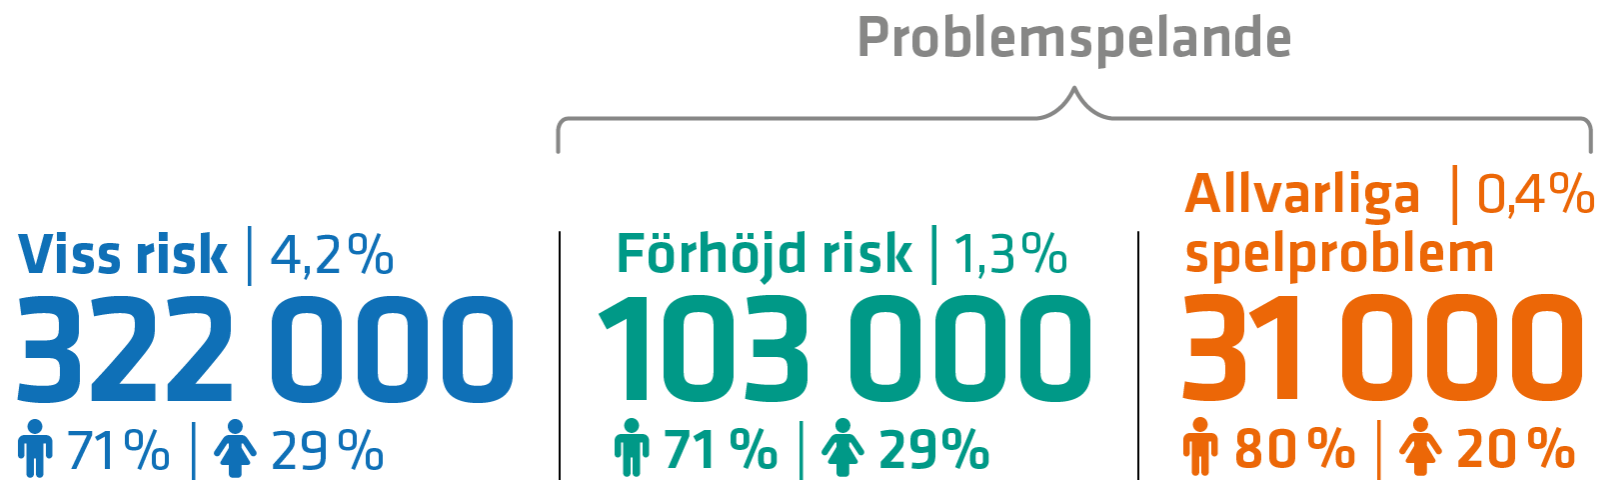 Problemspelande
Viss risk | 4,2%
322 000
71% | 29%
Förhöjd risk | 1,3%
103 000
71% | 29%
Allvarliga | 0,4%
spelproblem
31 000
80% | 20%